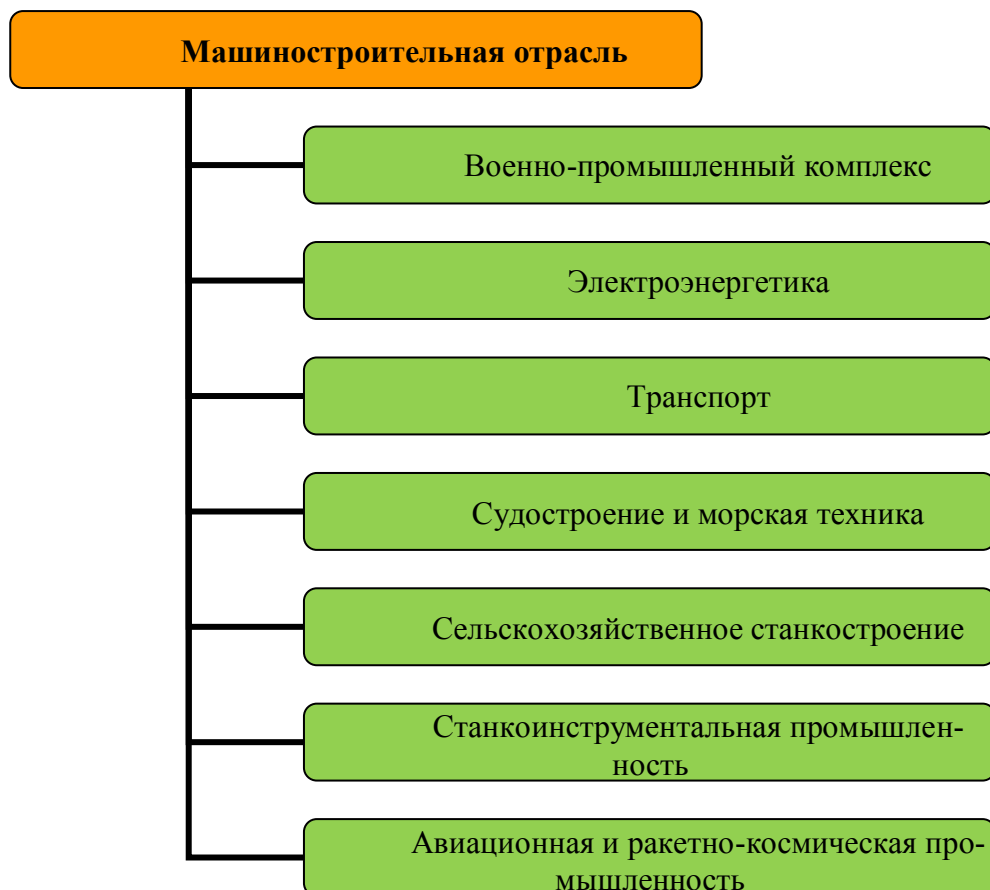 Машиностроительная отрасль
Военно-промышленный комплекс
Электроэнергетика
Транспорт
Судостроение и морская техника
Сельскохозяйственное станкостроение
Станкоинструментальная промышлен-
ность
Авиационная и ракетно-космическая про-
мышленность